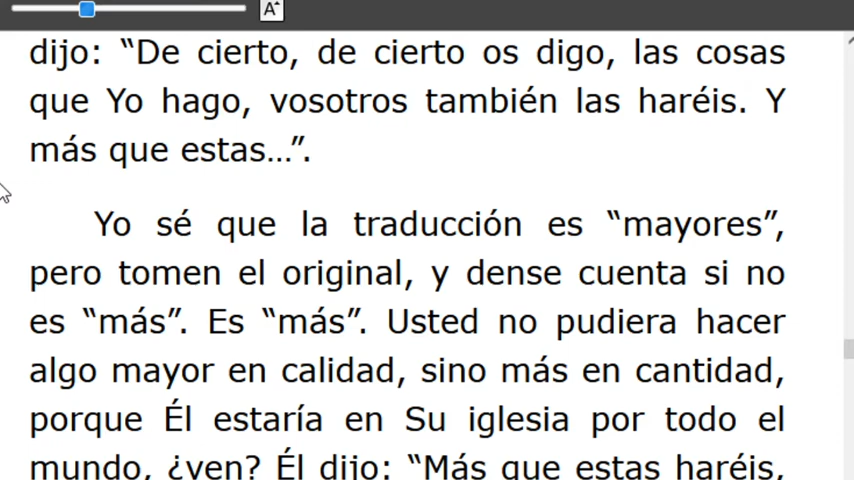 A
dijo: “De cierto, de cierto os digo, las cosas
que Yo hago, vosotros también las haréis. Y
más que estas...”.
Yo sé que la traducción es “mayores”,
pero tomen el original, y dense cuenta si no
es “más”. Es “más”. Usted no pudiera hacer
algo mayor en calidad, sino más en cantidad,
porque Él estaría en Su iglesia por todo el
mundo, ¿ven? Él dijo: “Más que estas haréis,